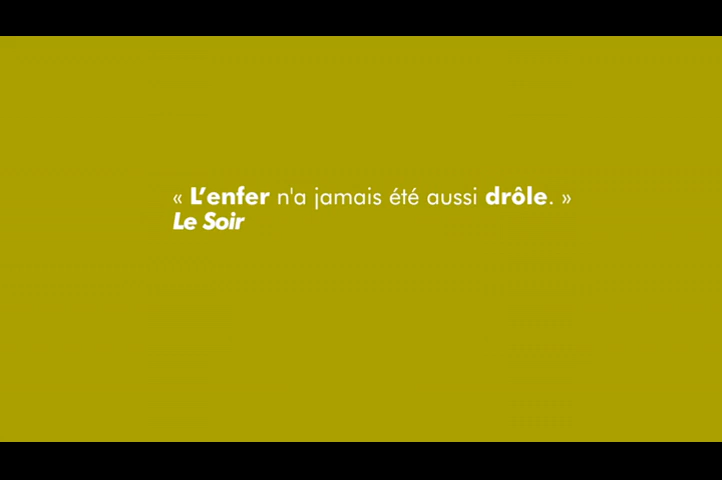 « L’enfer n'a jamais été aussi drôle. »
Le Soir